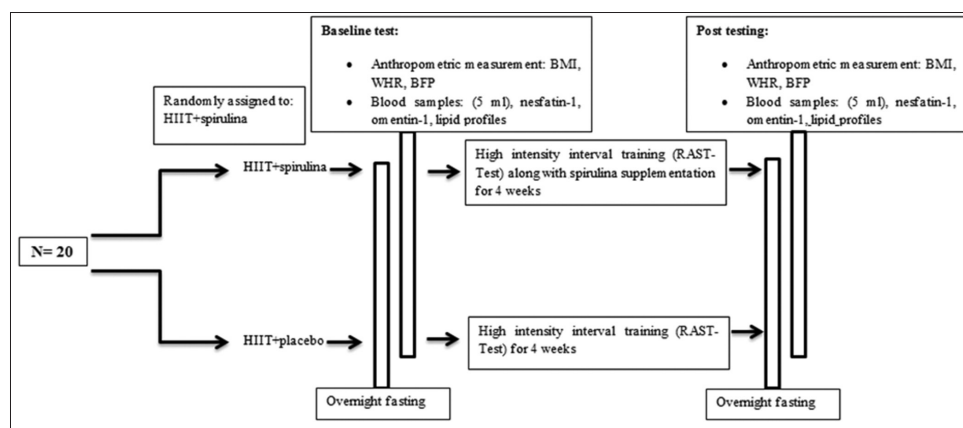 Baseline test:
• Anthropometric measurement: BMI,
WHR, BFP
• Blood samples: (5 ml), nesfatin-1,
omentin-1, lipid profiles
Post testing:
• Anthropometric measurement: BMI,
WHR, BFP
• Blood samples: (5 ml), nesfatin-1,
omentin-1, lipid profiles
Randomly assigned to:
HIIT+spirulina
HIIT+spirulina
High intensity interval training (RAST-
Test) along with spirulina supplementation
for 4 weeks
N= 20
HIIT+placebo
High intensity interval training (RAST-
Test) for 4 weeks
Overnight fasting
Overnight fasting